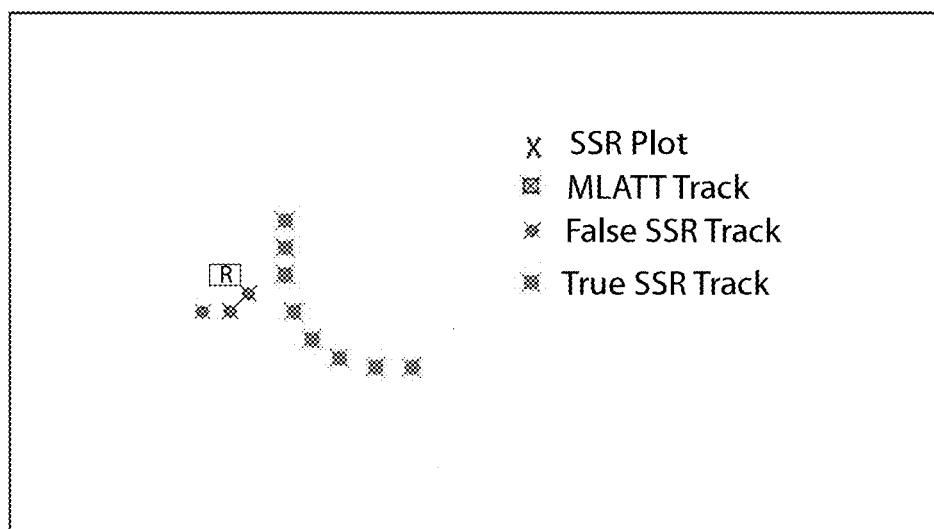 SSR Plot
MLATT Track
R
False SSR Track
True SSR Track